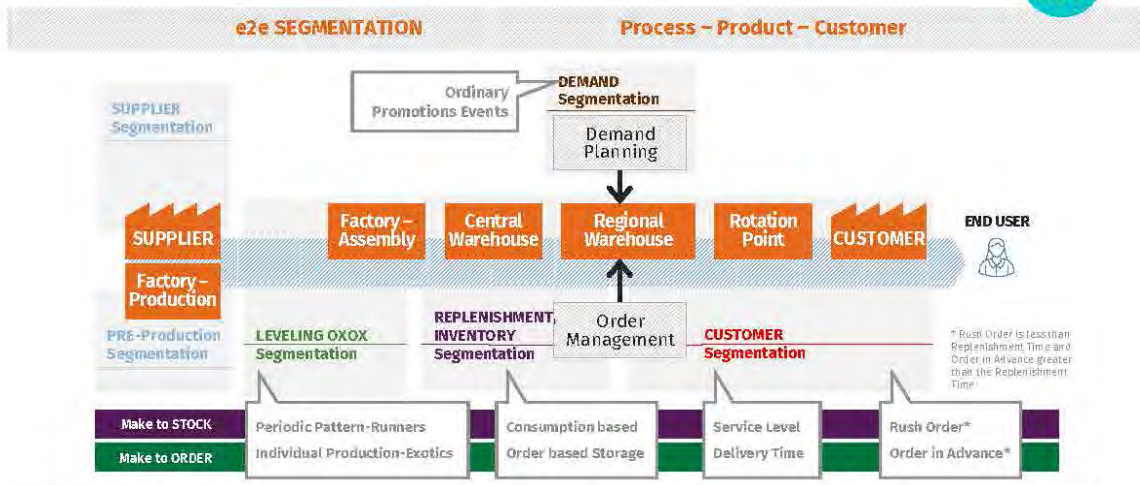 e2e SEGMENTATION
Process – Product – Customer
SUPPLIER
Segmentation
Ordinary
Promotions Events
DEMAND
Segmentation
Demand
Planning
SUPPLIER
Factory –
Production
Factory –
Assembly
Central
Warehouse
Regional
Warehouse
Rotation
Point
CUSTOMER
END USER
PRE-Production
Segmentation
LEVELING OXOX
Segmentation
REPLENISHMENT,
INVENTORY
Segmentation
Order
Management
CUSTOMER
Segmentation
* Rush Order is less than
Replenishment Time and
Order in Advance greater
than the Replenishment
Time
Make to STOCK
Make to ORDER
Periodic Pattern-Runners
Individual Production-Exotics
Consumption based
Order based Storage
Service Level
Delivery Time
Rush Order*
Order in Advance*